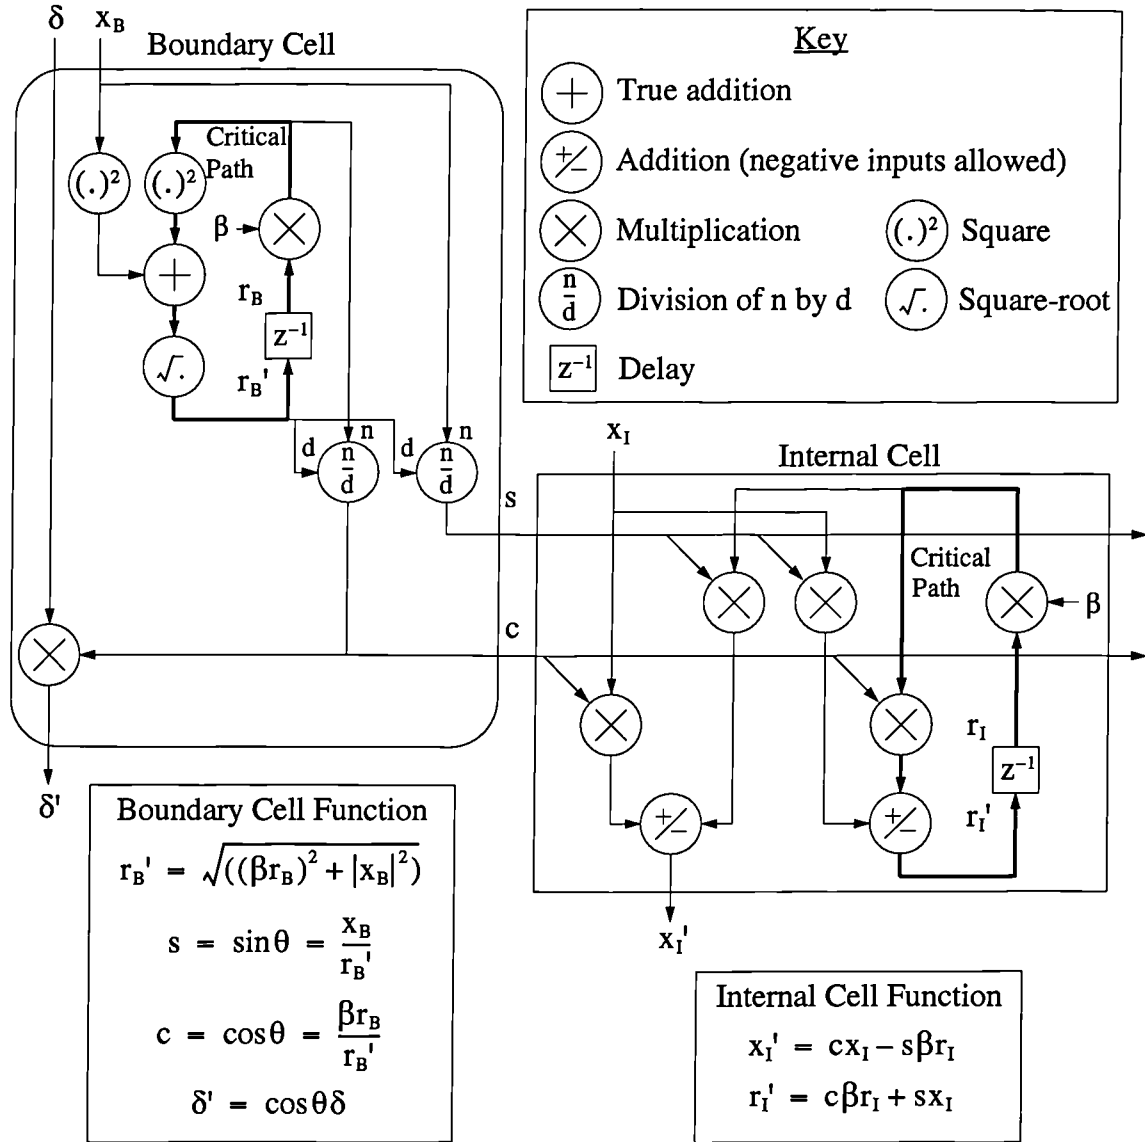 δ x_B
Boundary Cell
Critical
Path
(.)² (.)²
β ×
+
r_B
z⁻¹
√.
r_B'
d n d n
n/d n/d
s
c
×
δ'
Key
+ True addition
+/− Addition (negative inputs allowed)
× Multiplication (.)² Square
n/d Division of n by d √. Square-root
z⁻¹ Delay
x_I
Internal Cell
Critical
Path
× × × β
× ×
r_I
z⁻¹
r_I'
+/− +/−
x_I'
Boundary Cell Function
r_B' = √((βr_B)² + |x_B|²)
s = sinθ = x_B/r_B'
c = cosθ = βr_B/r_B'
δ' = cosθδ
Internal Cell Function
x_I' = cx_I − sβr_I
r_I' = cβr_I + sx_I